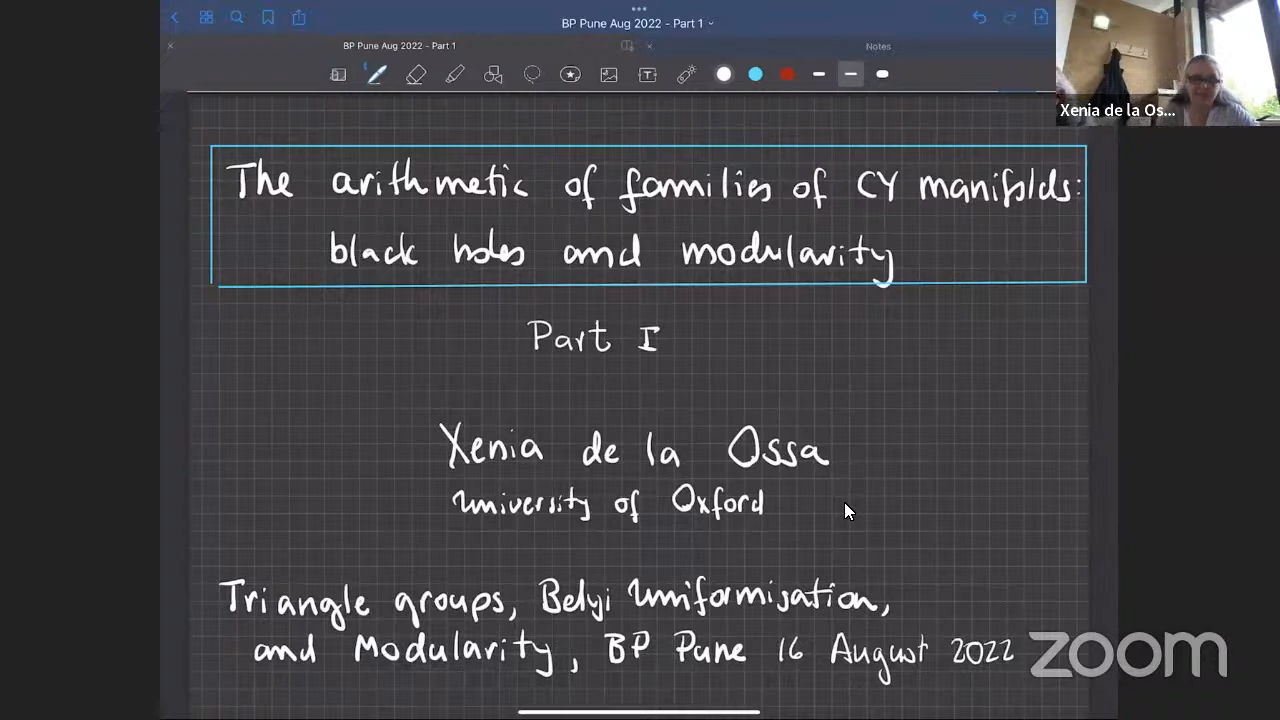 BP Pune Aug 2022 - Part 1
BP Pune Aug 2022 - Part 1
Notes
Xenia de la Os...
The arithmetic of families of CY manifolds:
black holes and modularity
Part I
Xenia de la Ossa
University of Oxford
Triangle groups, Belyi Uniformisation,
and Modularity, BP Pune 16 August 2022
zoom